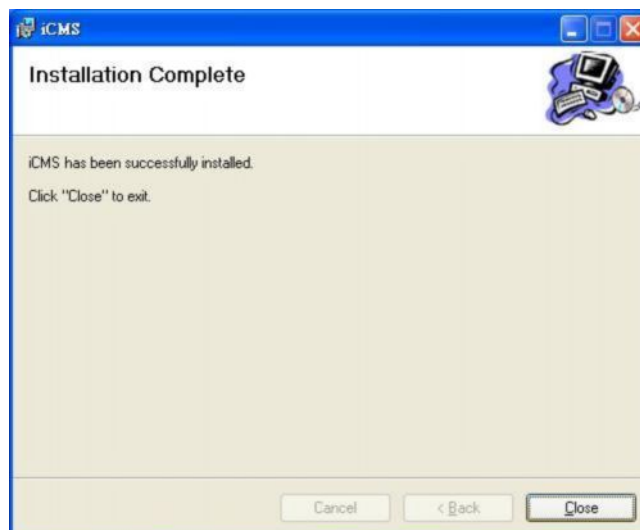 iCMS
Installation Complete
iCMS has been successfully installed.
Click "Close" to exit.
Cancel
< Back
Close